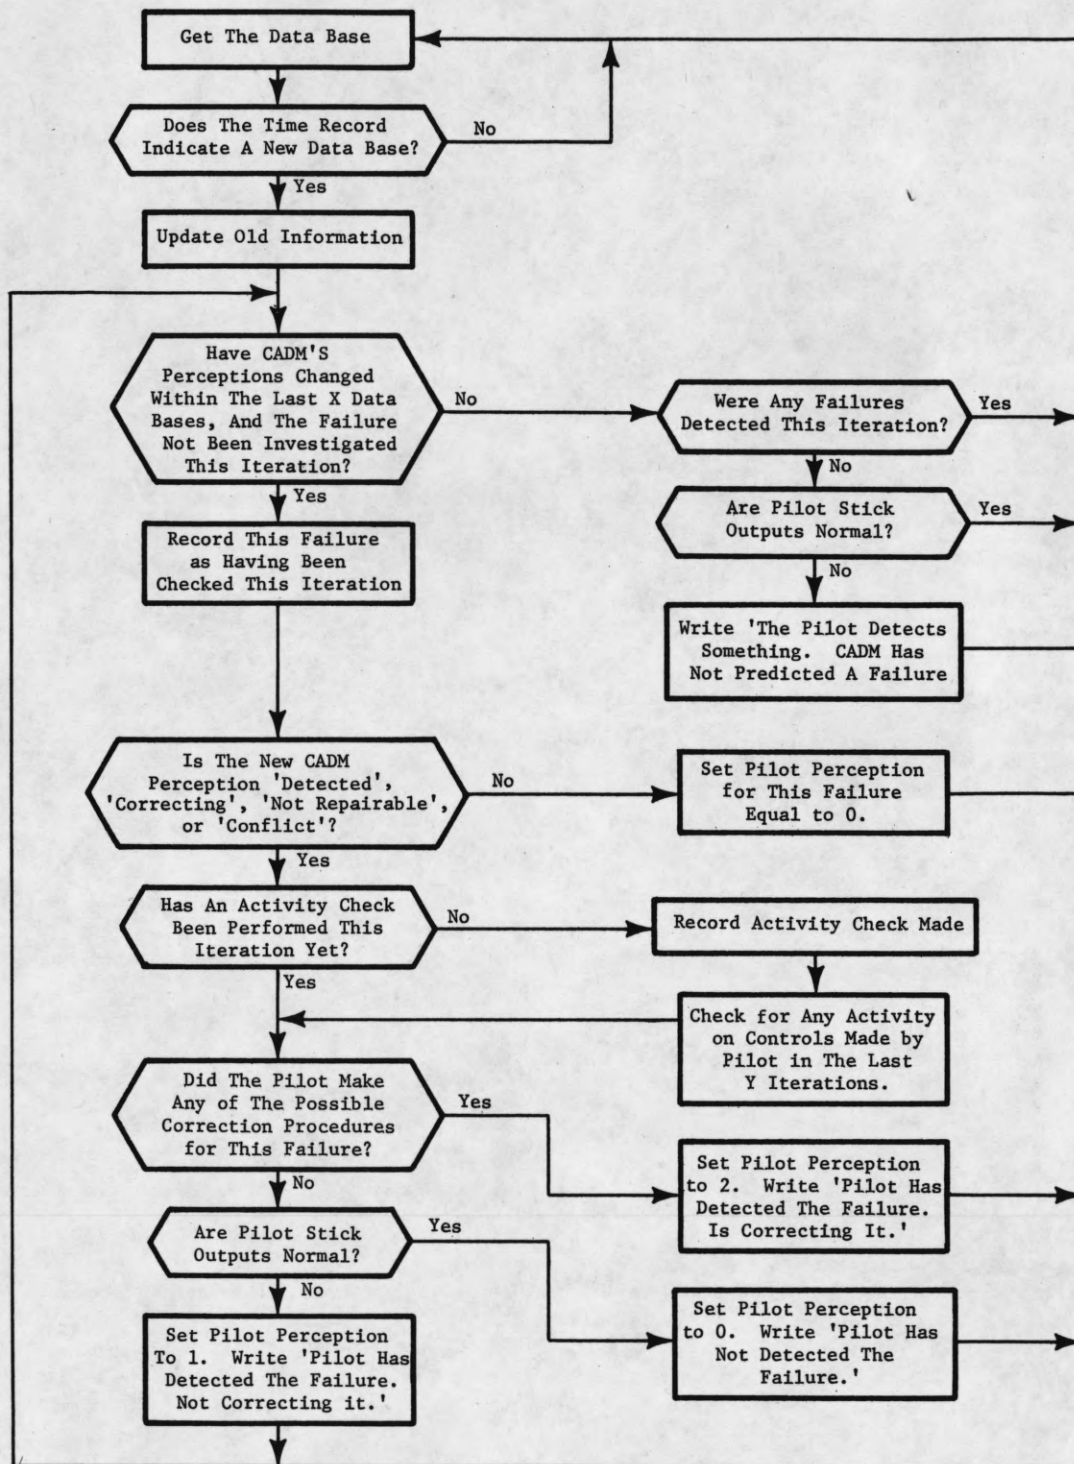 Get The Data Base
Does The Time Record
Indicate A New Data Base?
No
Yes
Update Old Information
Have CADM'S
Perceptions Changed
Within The Last X Data
Bases, And The Failure
Not Been Investigated
This Iteration?
No
Were Any Failures
Detected This Iteration?
Yes
No
Yes
Are Pilot Stick
Outputs Normal?
Yes
Record This Failure
as Having Been
Checked This Iteration
No
Write 'The Pilot Detects
Something. CADM Has
Not Predicted A Failure
Is The New CADM
Perception 'Detected',
'Correcting', 'Not Repairable',
or 'Conflict'?
No
Set Pilot Perception
for This Failure
Equal to 0.
Yes
Has An Activity Check
Been Performed This
Iteration Yet?
No
Record Activity Check Made
Yes
Check for Any Activity
on Controls Made by
Pilot in The Last
Y Iterations.
Did The Pilot Make
Any of The Possible
Correction Procedures
for This Failure?
Yes
Set Pilot Perception
to 2. Write 'Pilot Has
Detected The Failure.
Is Correcting It.'
No
Are Pilot Stick
Outputs Normal?
Yes
Set Pilot Perception
to 0. Write 'Pilot Has
Not Detected The
Failure.'
No
Set Pilot Perception
To 1. Write 'Pilot Has
Detected The Failure.
Not Correcting it.'